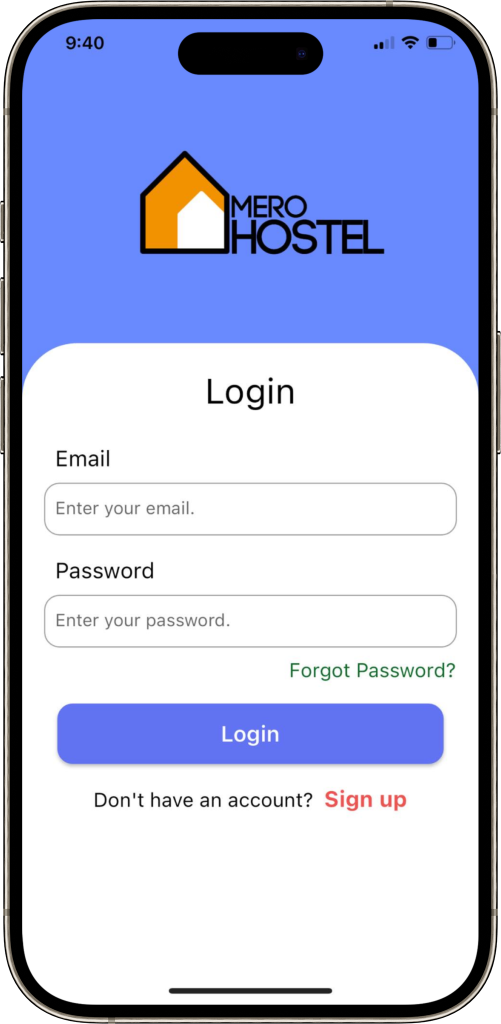 9:40
MERO
HOSTEL
Login
Email
Enter your email.
Password
Enter your password.
Forgot Password?
Login
Don't have an account? Sign up